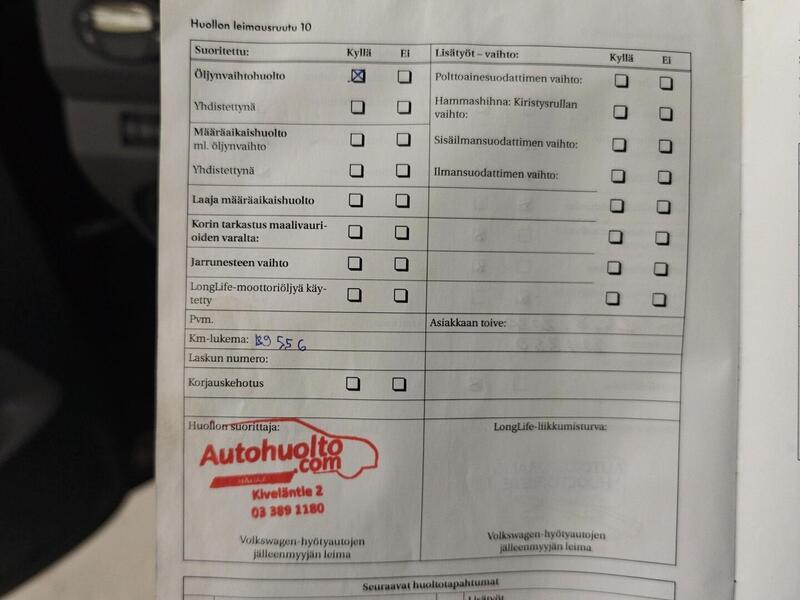 Huollon leimausruutu 10
Suoritettu: Kyllä Ei
Öljynvaihtohuolto
Yhdistettynä
Määräaikaishuolto
ml. öljynvaihto
Yhdistettynä
Laaja määräaikaishuolto
Korin tarkastus maalivauri-
oiden varalta:
Jarrunesteen vaihto
LongLife-moottoriöljyä käy-
tetty
Pvm.
Km-lukema:
Laskun numero:
Korjauskehotus
Huollon suorittaja:
Autohuolto
.com
Kiveläntie 2
03 389 1180
Volkswagen-hyötyautojen
jälleenmyyjän leima
Lisätyöt – vaihto: Kyllä Ei
Polttoainesuodattimen vaihto:
Hammashihna: Kiristysrullan
vaihto:
Sisäilmansuodattimen vaihto:
Ilmansuodattimen vaihto:
Asiakkaan toive:
LongLife-liikkumisturva:
Volkswagen-hyötyautojen
jälleenmyyjän leima
Seuraavat huoltotapahtumat
Lisätyöt